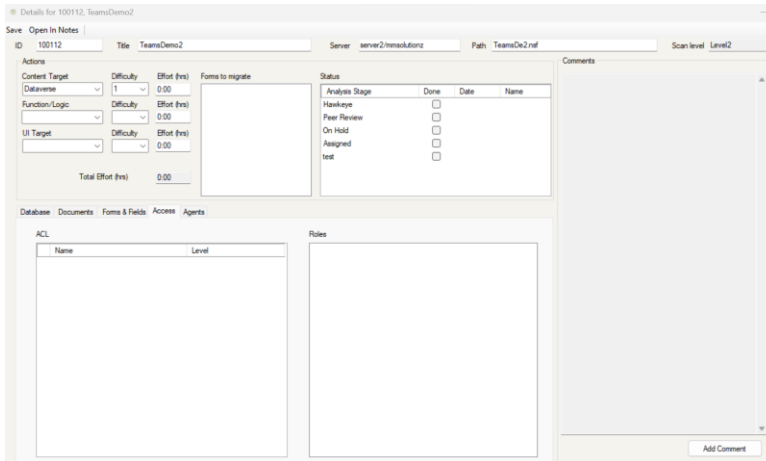 Details for 100112, TeamsDemo2
Save Open In Notes
ID 100112 Title TeamsDemo2 Server server2/mmsolutionz Path TeamsDe2.nsf Scan level Level2
Actions Comments
Content Target Difficulty Effort (hrs) Forms to migrate Status
Dataverse 1 0:00 Analysis Stage Done Date Name
Function/Logic Difficulty Effort (hrs) Hawkeye
0:00 Peer Review
UI Target Difficulty Effort (hrs) On Hold
0:00 Assigned
test
Total Effort (hrs) 0:00
Database Documents Forms & Fields Access Agents
ACL Roles
Name Level
Add Comment